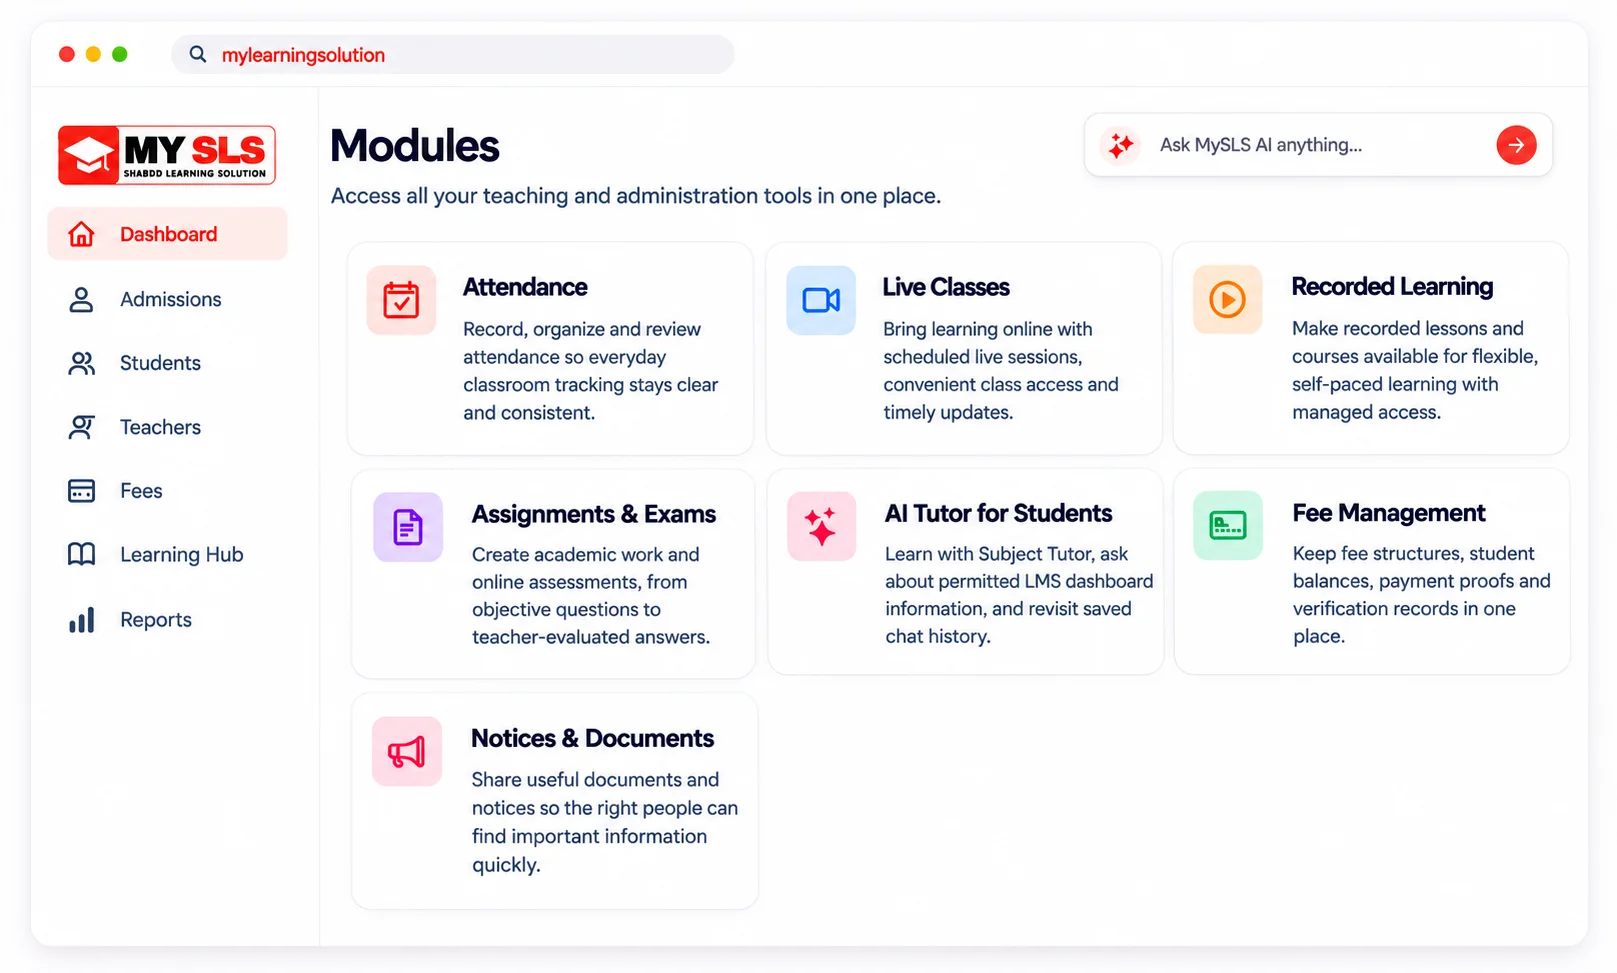 mylearningsolution
MY SLS
SHABDD LEARNING SOLUTION
Dashboard
Admissions
Students
Teachers
Fees
Learning Hub
Reports
Modules
Access all your teaching and administration tools in one place.
Ask MySLS AI anything...
Attendance
Record, organize and review
attendance so everyday
classroom tracking stays clear
and consistent.
Live Classes
Bring learning online with
scheduled live sessions,
convenient class access and
timely updates.
Recorded Learning
Make recorded lessons and
courses available for flexible,
self-paced learning with
managed access.
Assignments & Exams
Create academic work and
online assessments, from
objective questions to
teacher-evaluated answers.
AI Tutor for Students
Learn with Subject Tutor, ask
about permitted LMS dashboard
information, and revisit saved
chat history.
Fee Management
Keep fee structures, student
balances, payment proofs and
verification records in one
place.
Notices & Documents
Share useful documents and
notices so the right people can
find important information
quickly.